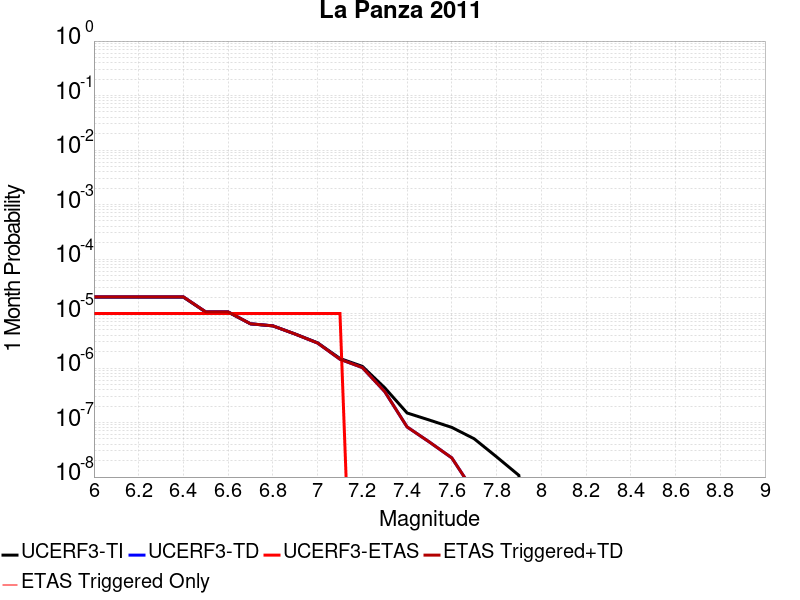 La Panza 2011
10^0
10^-1
10^-2
10^-3
10^-4
10^-5
10^-6
10^-7
10^-8
1 Month Probability
6 6.2 6.4 6.6 6.8 7 7.2 7.4 7.6 7.8 8 8.2 8.4 8.6 8.8 9
Magnitude
UCERF3-TI UCERF3-TD UCERF3-ETAS ETAS Triggered+TD
ETAS Triggered Only